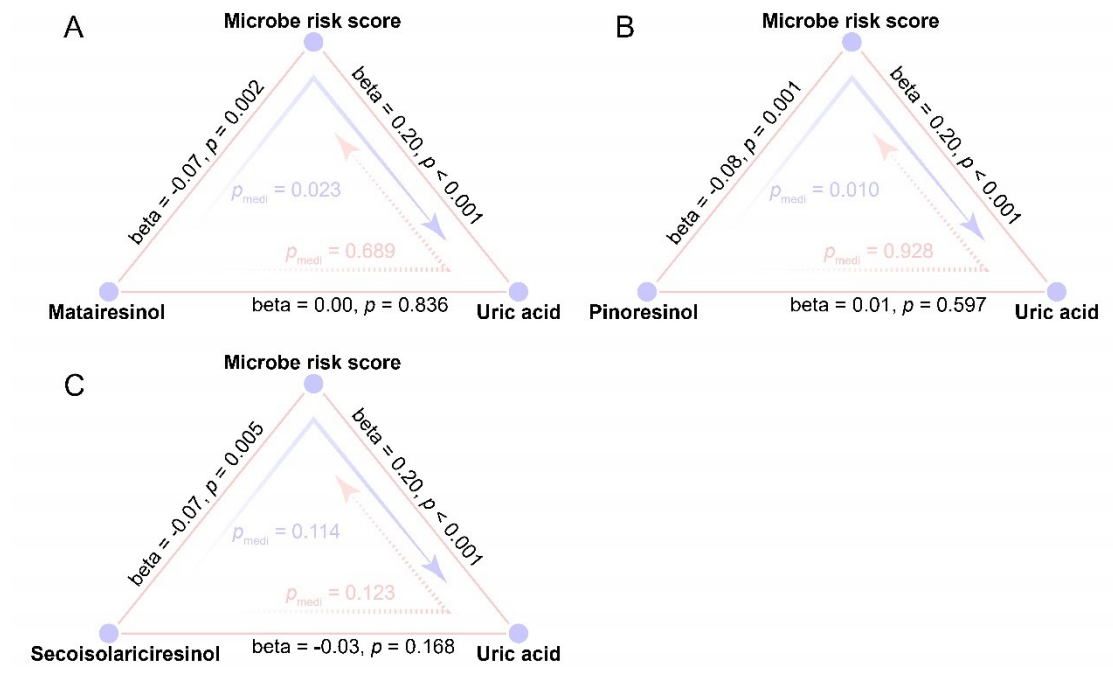 A
Microbe risk score
beta = -0.07, p = 0.002
beta = 0.20, p < 0.001
pmedi = 0.023
pmedi = 0.689
beta = 0.00, p = 0.836
Matairesinol
Uric acid
B
Microbe risk score
beta = -0.08, p = 0.001
beta = 0.20, p < 0.001
pmedi = 0.010
pmedi = 0.928
beta = 0.01, p = 0.597
Pinoresinol
Uric acid
C
Microbe risk score
beta = -0.07, p = 0.005
beta = 0.20, p < 0.001
pmedi = 0.114
pmedi = 0.123
beta = -0.03, p = 0.168
Secoisolariciresinol
Uric acid